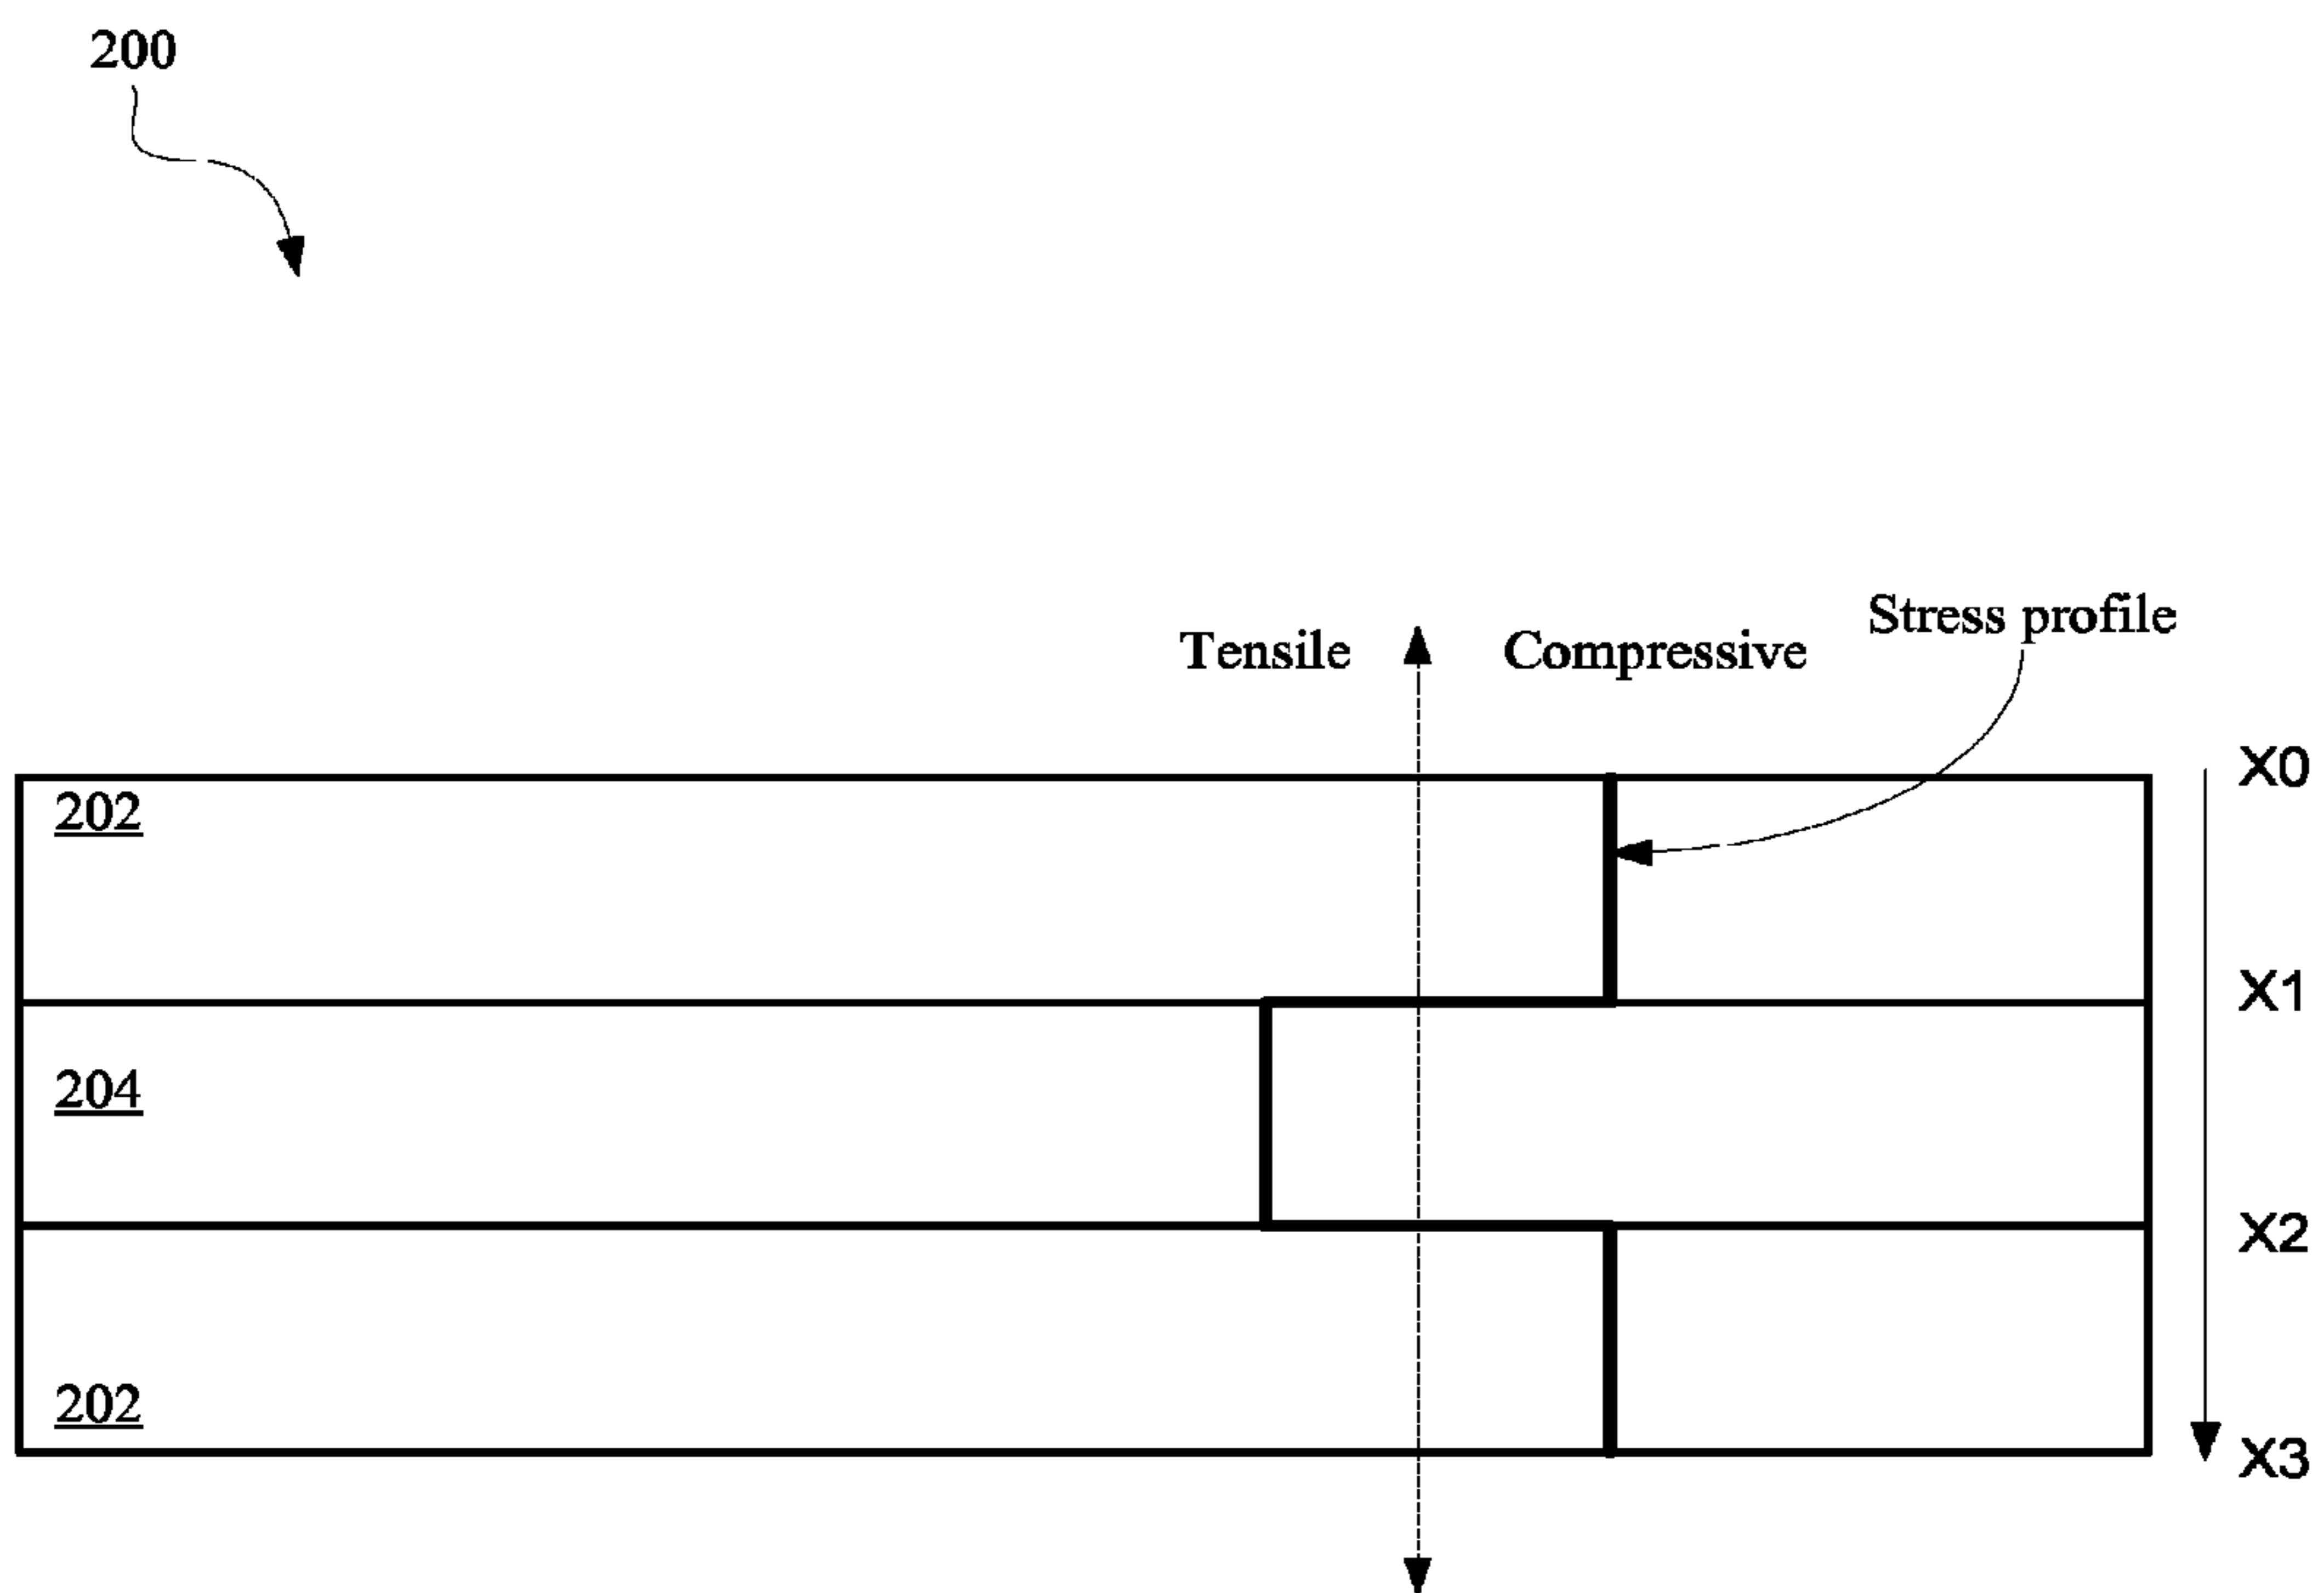 200
Stress profile
Tensile
Compressive
X0
202
X1
204
X2
202
X3